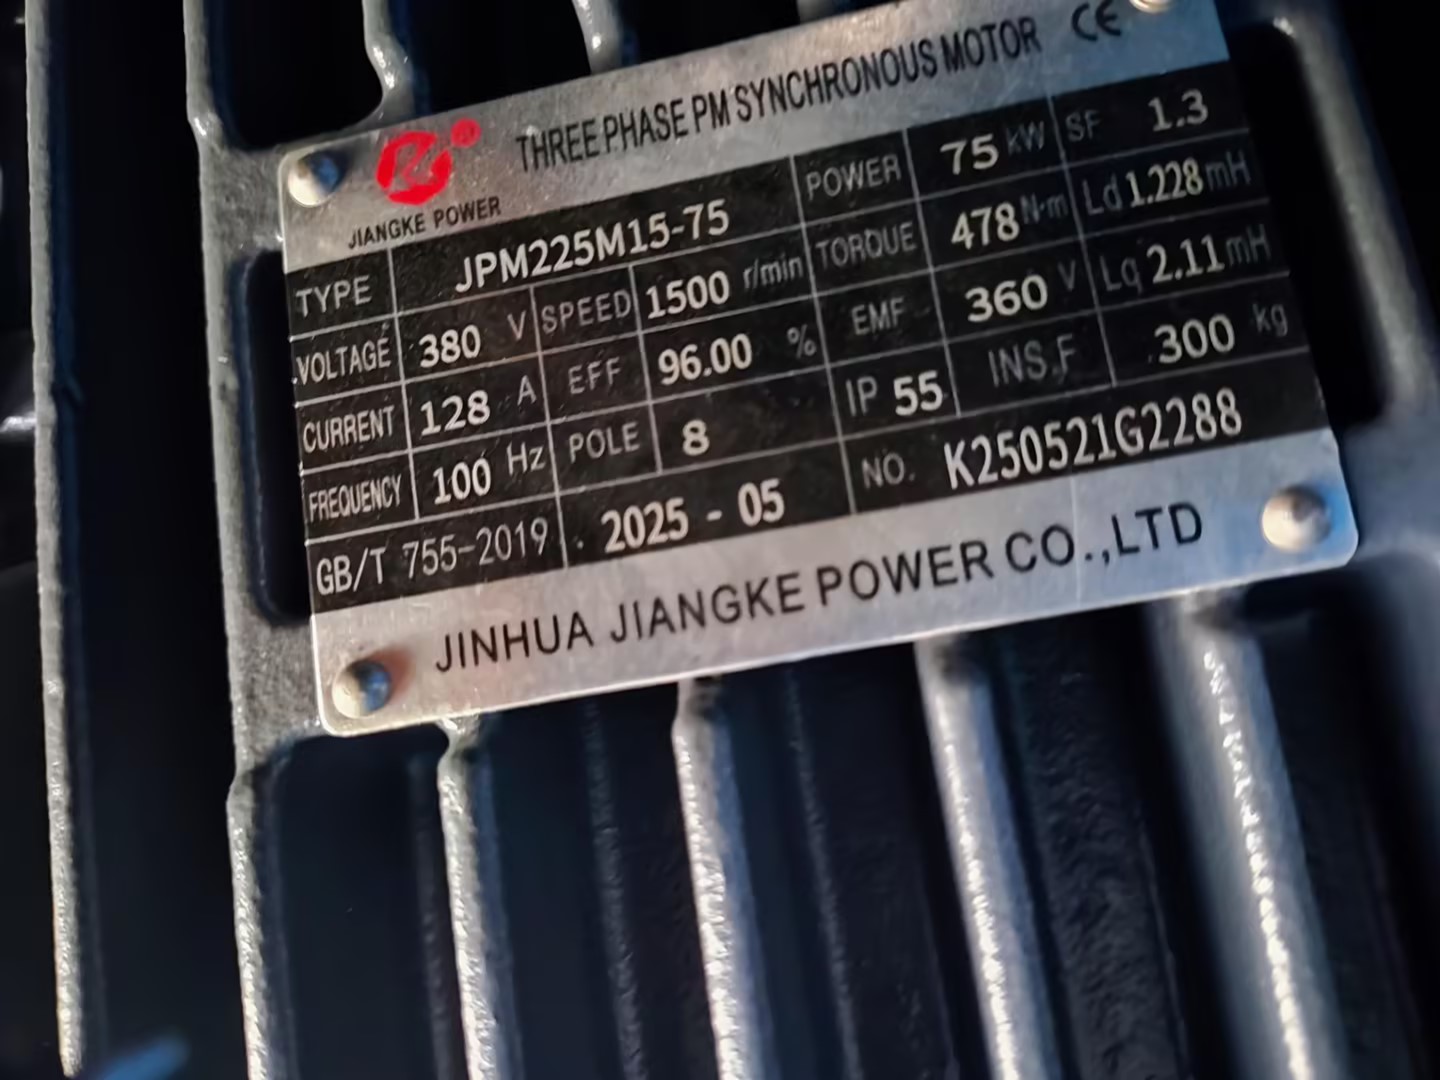 THREE PHASE PM SYNCHRONOUS MOTOR CE
JIANGKE POWER
TYPE JPM225M15-75 POWER 75 kW SF 1.3
VOLTAGE 380 V SPEED 1500 r/min TORQUE 478 N·m Ld 1.228 mH
CURRENT 128 A EFF 96.00 % EMF 360 V Lq 2.11 mH
FREQUENCY 100 Hz POLE 8 IP 55 INS.F 300 kg
GB/T 755-2019 2025 - 05 NO. K250521G2288
JINHUA JIANGKE POWER CO.,LTD